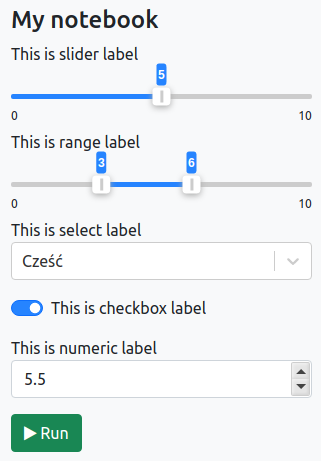 My notebook
This is slider label
5
0 10
This is range label
3 6
0 10
This is select label
Cześć
This is checkbox label
This is numeric label
5.5
Run